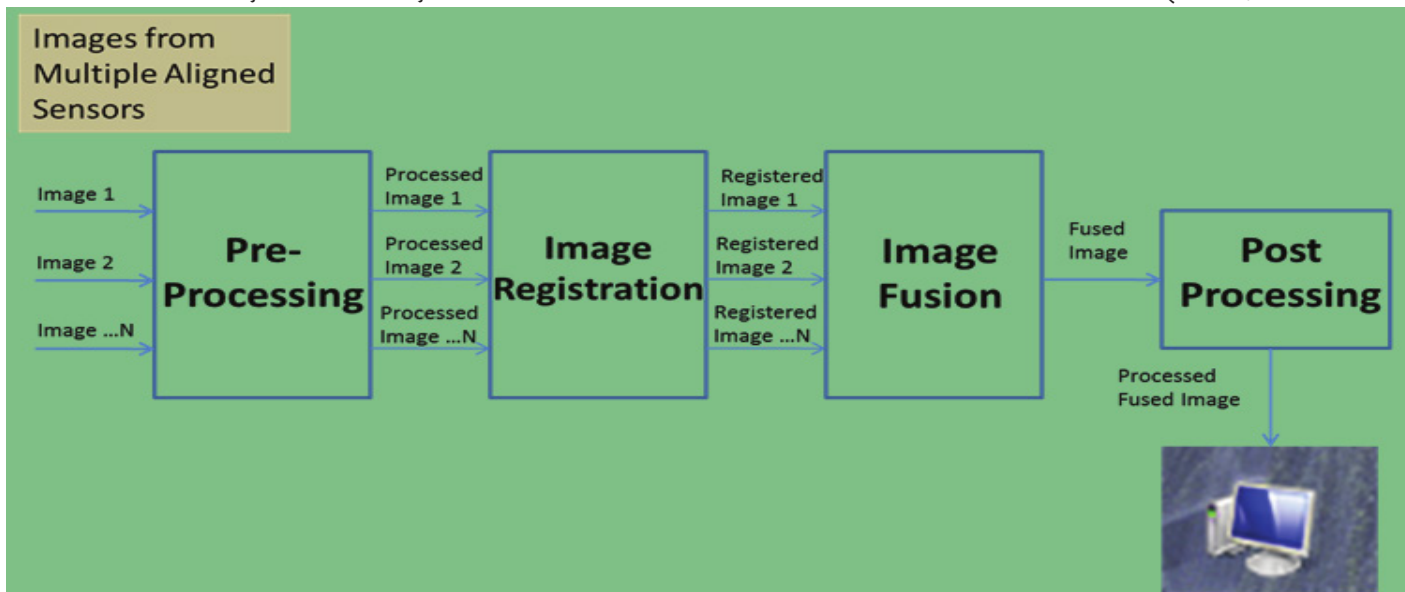 Images from
Multiple Aligned
Sensors
Image 1
Image 2
Image ...N
Pre-
Processing
Processed
Image 1
Processed
Image 2
Processed
Image ...N
Image
Registration
Registered
Image 1
Registered
Image 2
Registered
Image ...N
Image
Fusion
Fused
Image
Post
Processing
Processed
Fused Image